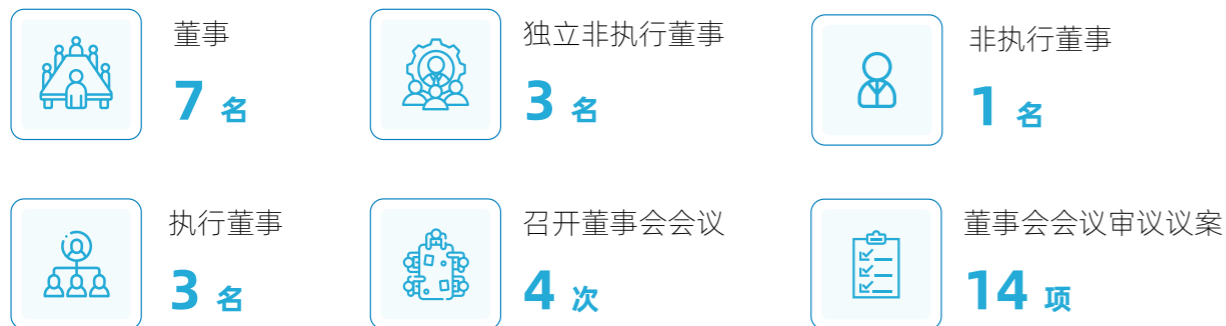 董事
7 名
独立非执行董事
3 名
非执行董事
1 名
执行董事
3 名
召开董事会会议
4 次
董事会会议审议议案
14 项